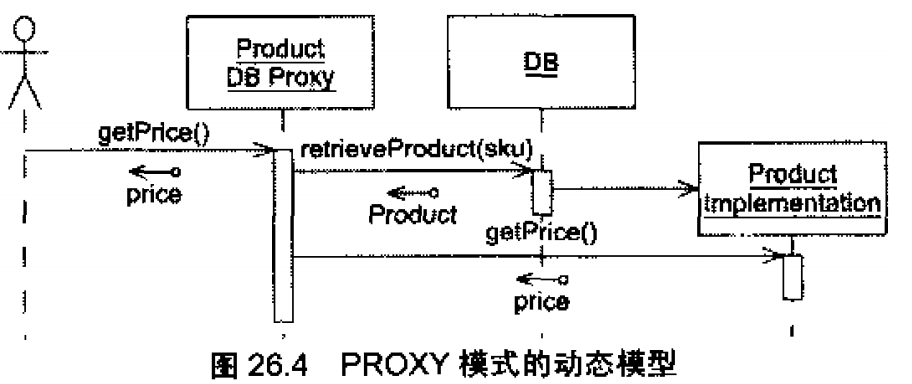 Product
DB Proxy
DB
getPrice()
retrieveProduct(sku)
price
Product
Product
Implementation
getPrice()
price
图 26.4 PROXY 模式的动态模型